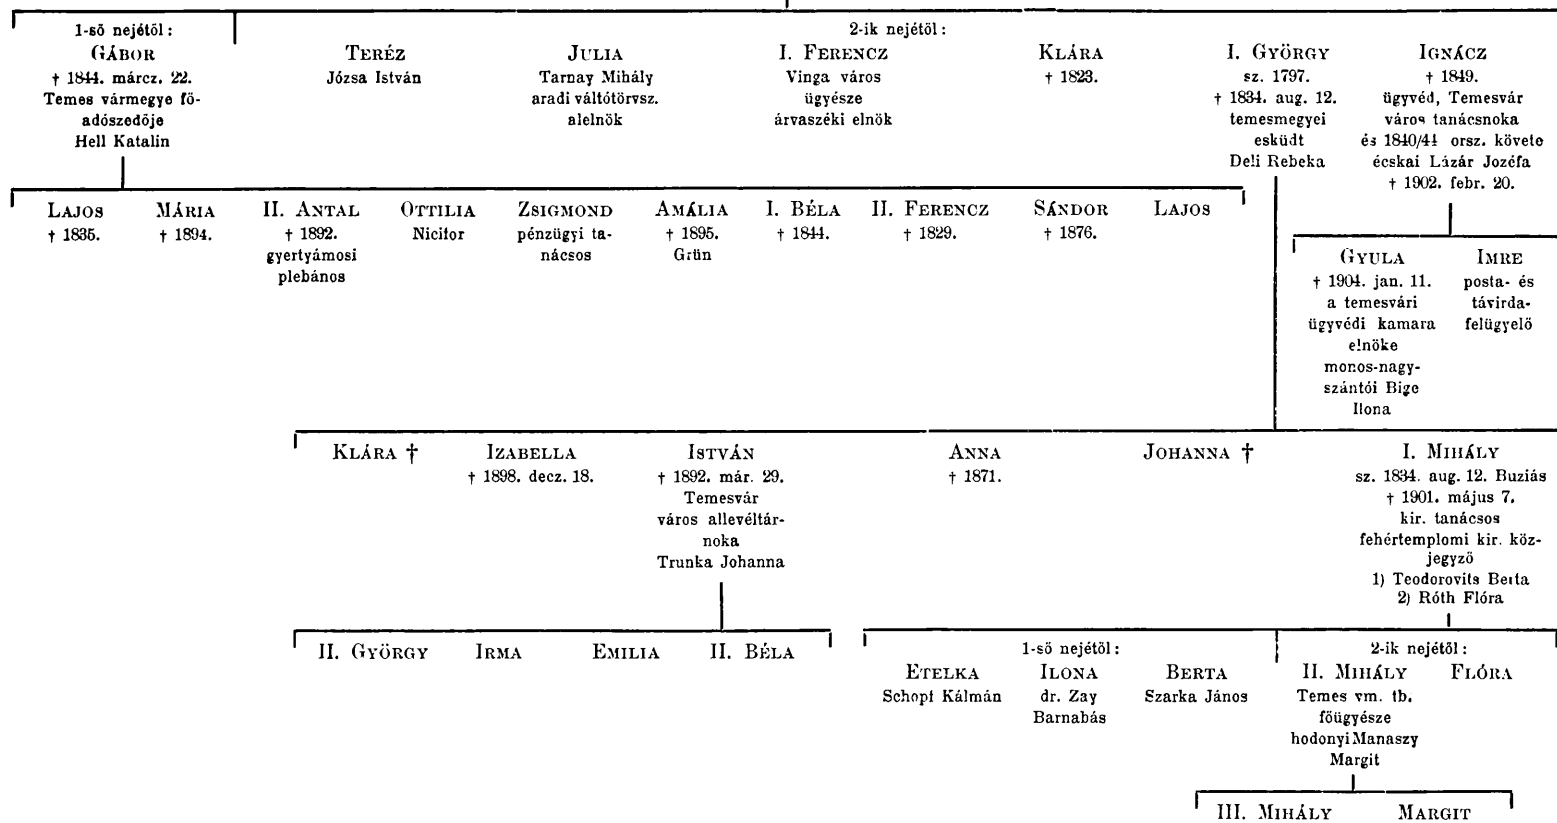 1-ső nejétől:
GÁBOR
† 1844. márcz. 22.
Temes vármegye fő-
adószedője
Hell Katalin
2-ik nejétől:
TERÉZ
Józsa István
JULIA
Tarnay Mihály
aradi váltótörvsz.
alelnök
I. FERENCZ
Vinga város
ügyésze
árvaszéki elnök
KLÁRA
† 1823.
I. GYÖRGY
sz. 1797.
† 1834. aug. 12.
temesmegyei
esküdt
Deli Rebeka
IGNÁCZ
† 1849.
ügyvéd, Temesvár
város tanácsnoka
és 1840/44 orsz. követe
écskai Lázár Jozéfa
† 1902. febr. 20.
LAJOS
† 1835.
MÁRIA
† 1894.
II. ANTAL
† 1892.
gyertyámosi
plebános
OTTILIA
Nicifor
ZSIGMOND
pénzügyi ta-
nácsos
AMÁLIA
† 1895.
Grün
I. BÉLA
† 1844.
II. FERENCZ
† 1829.
SÁNDOR
† 1876.
LAJOS
GYULA
† 1904. jan. 11.
a temesvári
ügyvédi kamara
elnöke
monos-nagy-
szántói Bige
Ilona
IMRE
posta- és
távirda-
felügyelő
KLÁRA †
IZABELLA
† 1898. decz. 18.
ISTVÁN
† 1892. már. 29.
Temesvár
város allevéltár-
noka
Trunka Johanna
ANNA
† 1871.
JOHANNA †
I. MIHÁLY
sz. 1834. aug. 12. Buziás
† 1901. május 7.
kir. tanácsos
fehértemplomi kir. köz-
jegyző
1) Teodorovits Berta
2) Róth Flóra
II. GYÖRGY
IRMA
EMILIA
II. BÉLA
1-ső nejétől:
ETELKA
Schopf Kálmán
ILONA
dr. Zay
Barnabás
BERTA
Szarka János
2-ik nejétől:
II. MIHÁLY
Temes vm. tb.
főügyésze
hodonyi Manaszy
Margit
FLÓRA
III. MIHÁLY
MARGIT